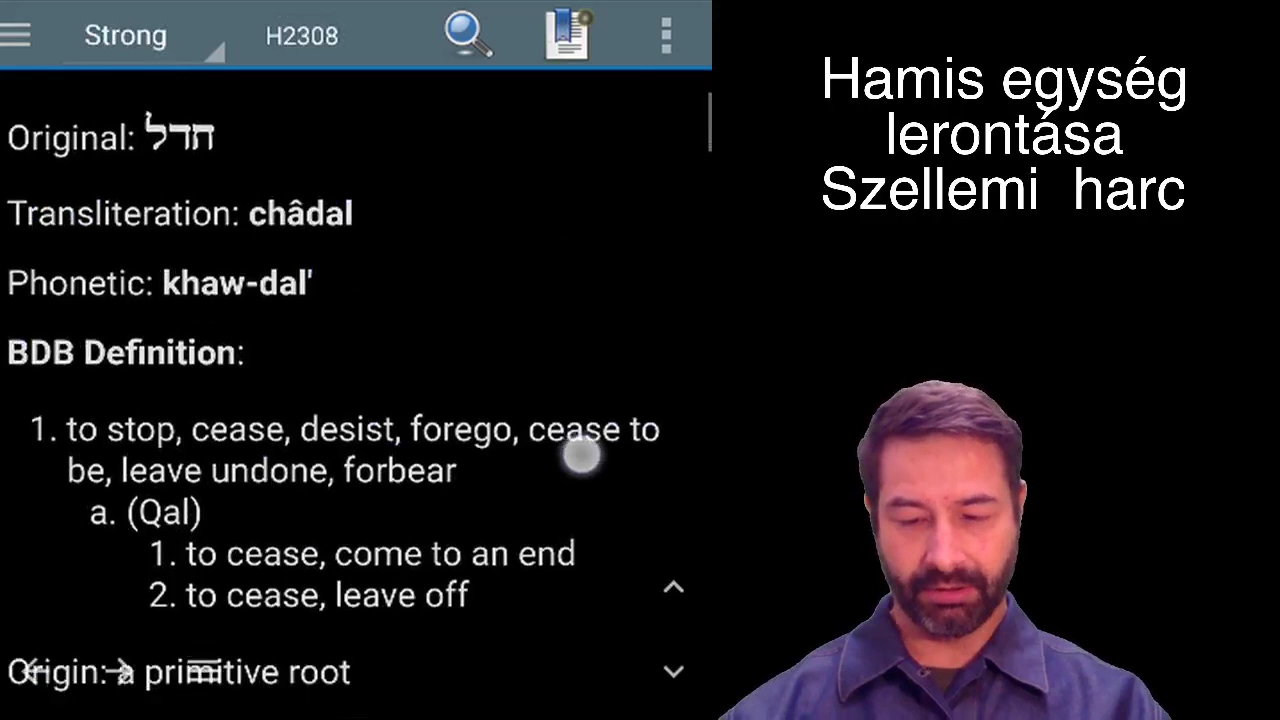 Strong H2308
Original: חדל
Transliteration: châdal
Phonetic: khaw-dal'
BDB Definition:
1. to stop, cease, desist, forego, cease to
be, leave undone, forbear
a. (Qal)
1. to cease, come to an end
2. to cease, leave off
Origin: a primitive root
Hamis egység
lerontása
Szellemi harc